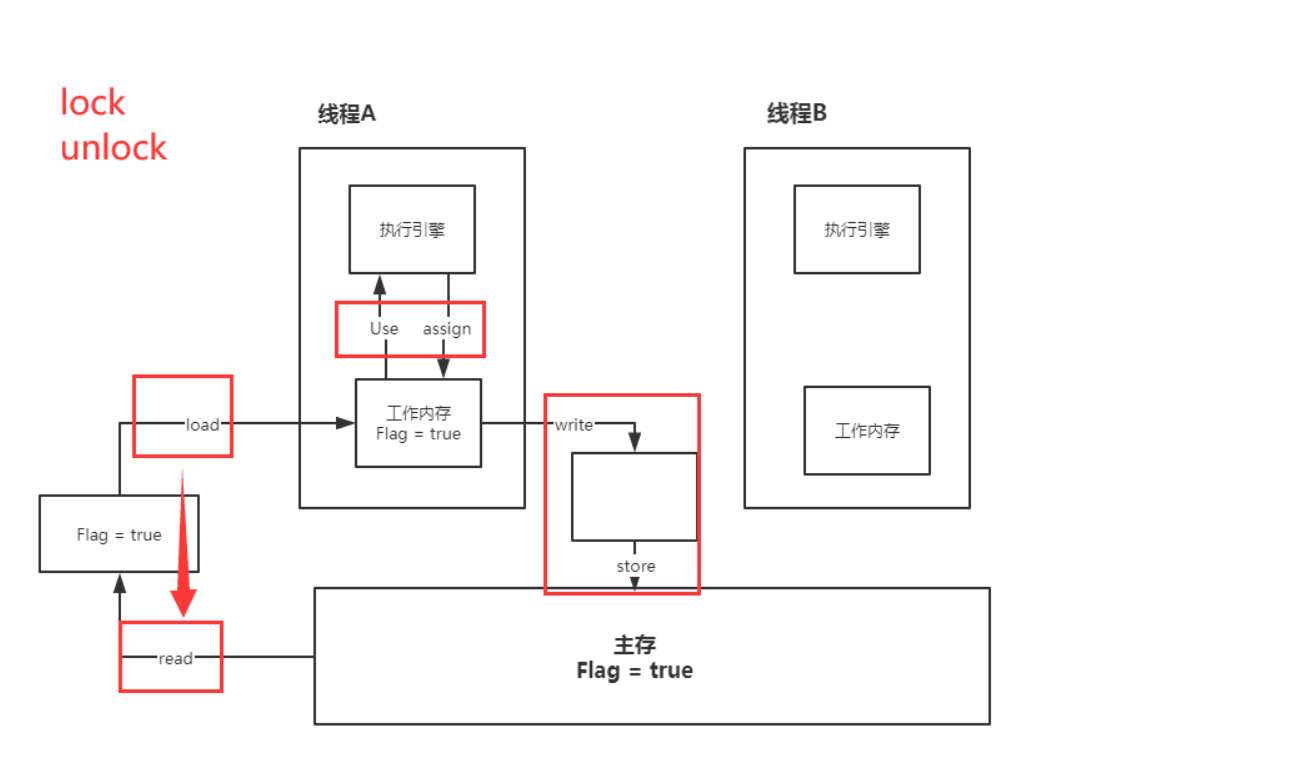 lock
unlock
线程A
线程B
执行引擎
执行引擎
Use
assign
工作内存
Flag = true
工作内存
load
write
Flag = true
store
read
主存
Flag = true